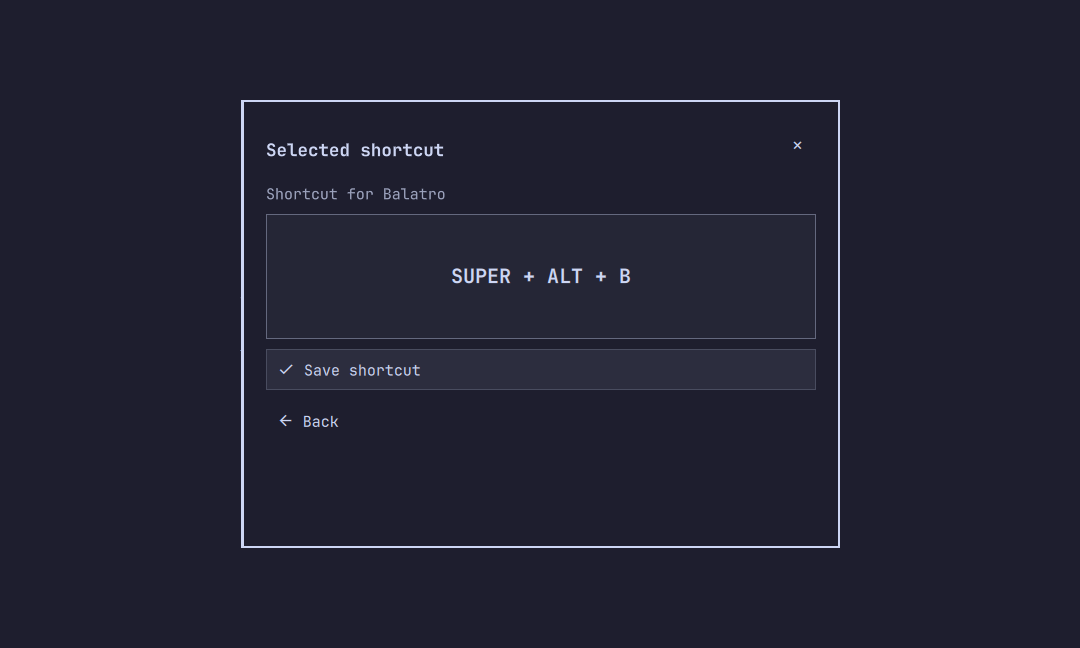 Selected shortcut
×
Shortcut for Balatro
SUPER + ALT + B
✓ Save shortcut
← Back